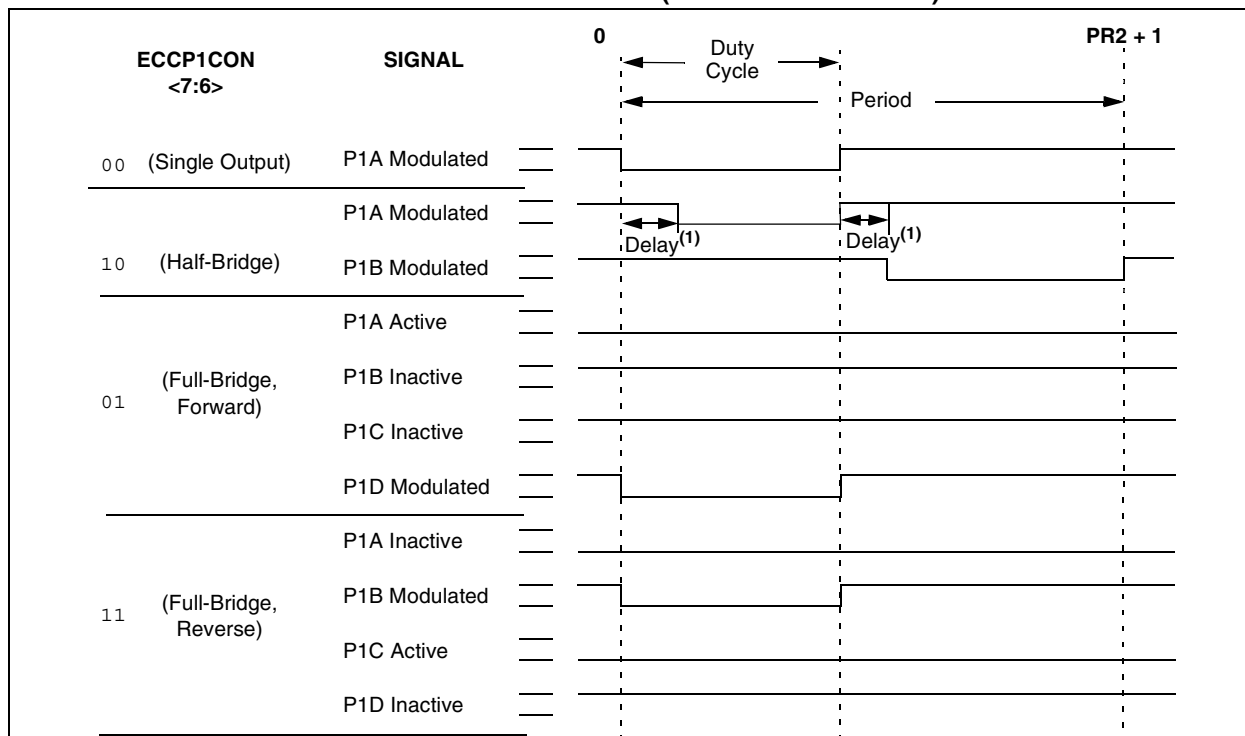 ECCP1CON
<7:6>
SIGNAL
0
Duty
Cycle
PR2 + 1
Period
00 (Single Output)
P1A Modulated
10 (Half-Bridge)
P1A Modulated
Delay(1)
Delay(1)
P1B Modulated
01 (Full-Bridge,
Forward)
P1A Active
P1B Inactive
P1C Inactive
P1D Modulated
11 (Full-Bridge,
Reverse)
P1A Inactive
P1B Modulated
P1C Active
P1D Inactive